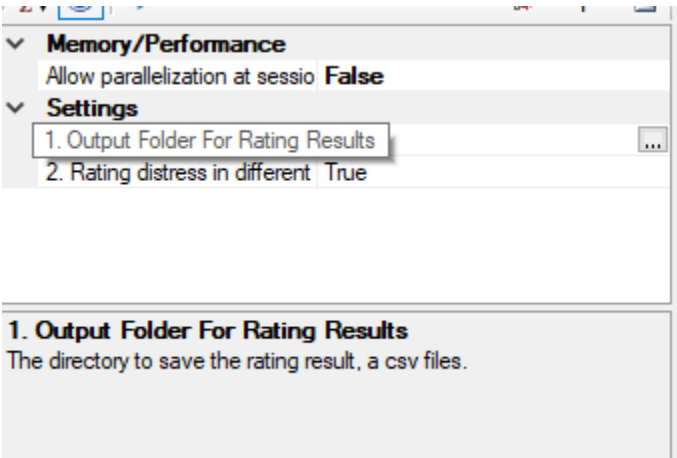 Memory/Performance
Allow parallelization at sessio False
Settings
1. Output Folder For Rating Results
...
2. Rating distress in different True
1. Output Folder For Rating Results
The directory to save the rating result, a csv files.